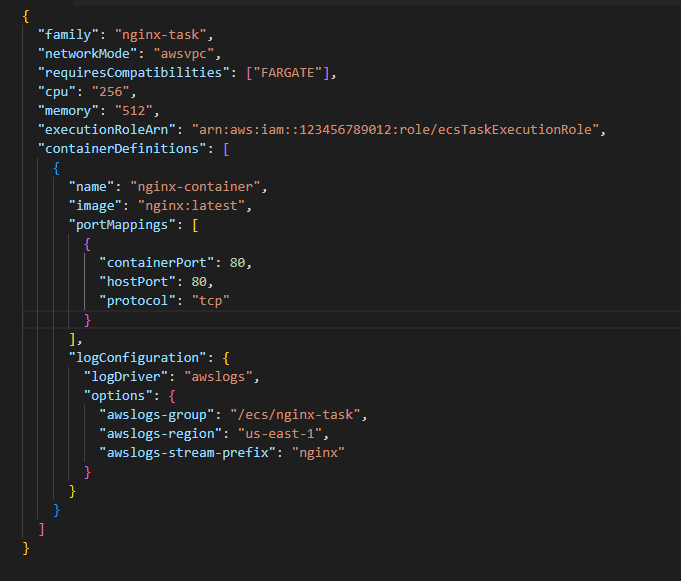 {
  "family": "nginx-task",
  "networkMode": "awsvpc",
  "requiresCompatibilities": ["FARGATE"],
  "cpu": "256",
  "memory": "512",
  "executionRoleArn": "arn:aws:iam::123456789012:role/ecsTaskExecutionRole",
  "containerDefinitions": [
    {
      "name": "nginx-container",
      "image": "nginx:latest",
      "portMappings": [
        {
          "containerPort": 80,
          "hostPort": 80,
          "protocol": "tcp"
        }
      ],
      "logConfiguration": {
        "logDriver": "awslogs",
        "options": {
          "awslogs-group": "/ecs/nginx-task",
          "awslogs-region": "us-east-1",
          "awslogs-stream-prefix": "nginx"
        }
      }
    }
  ]
}